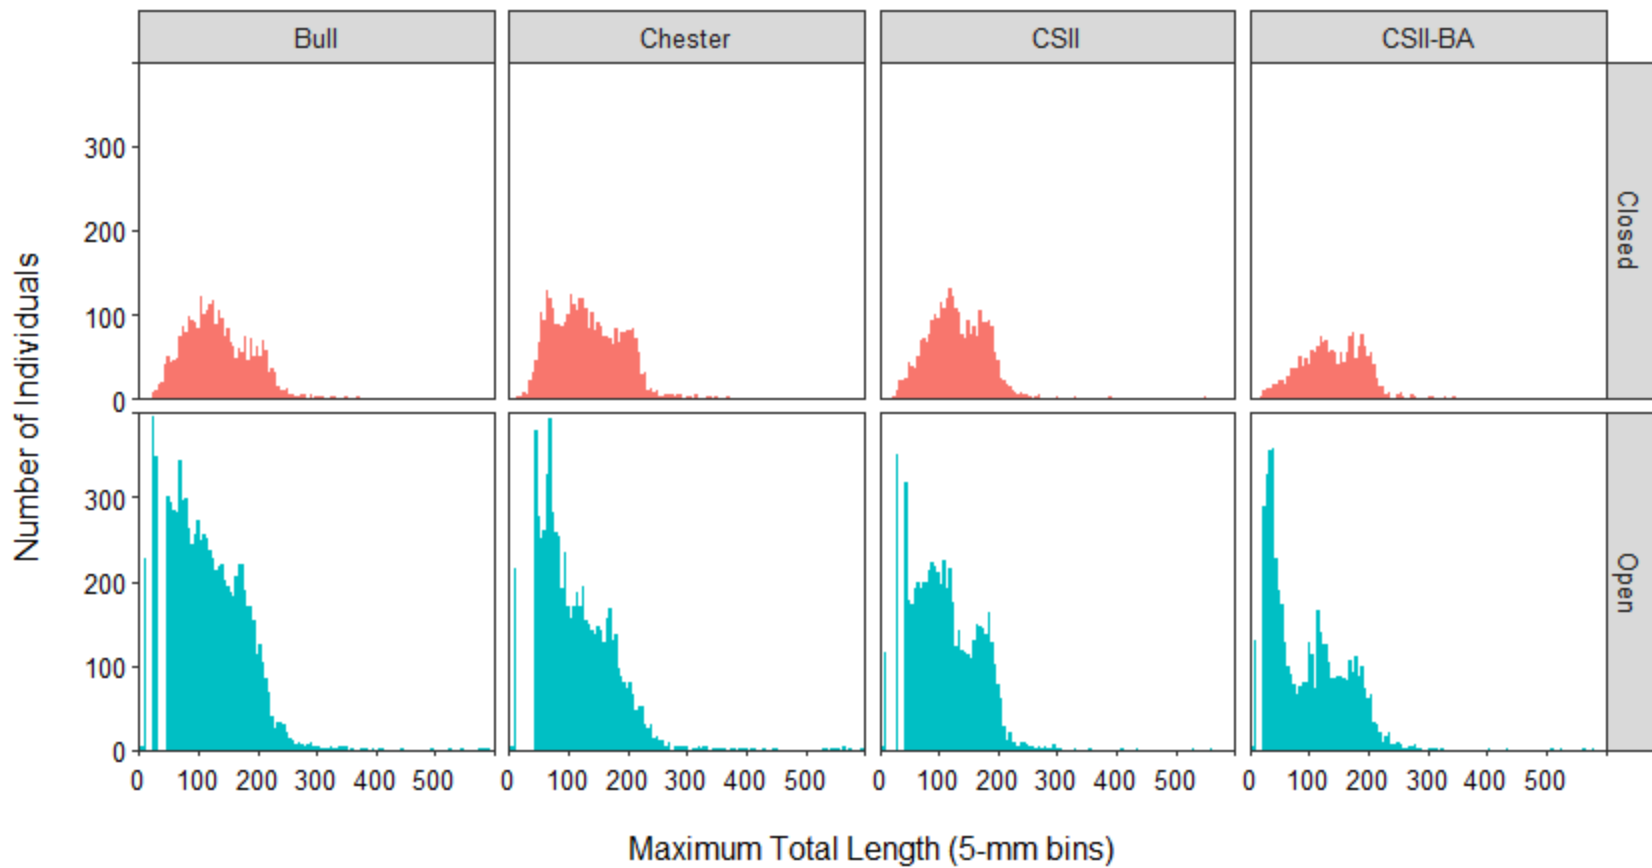 Bull Chester CSII CSII-BA
Number of Individuals
300
200
100
0
Closed
300
200
100
0
Open
0 100 200 300 400 500 0 100 200 300 400 500 0 100 200 300 400 500 0 100 200 300 400 500
Maximum Total Length (5-mm bins)